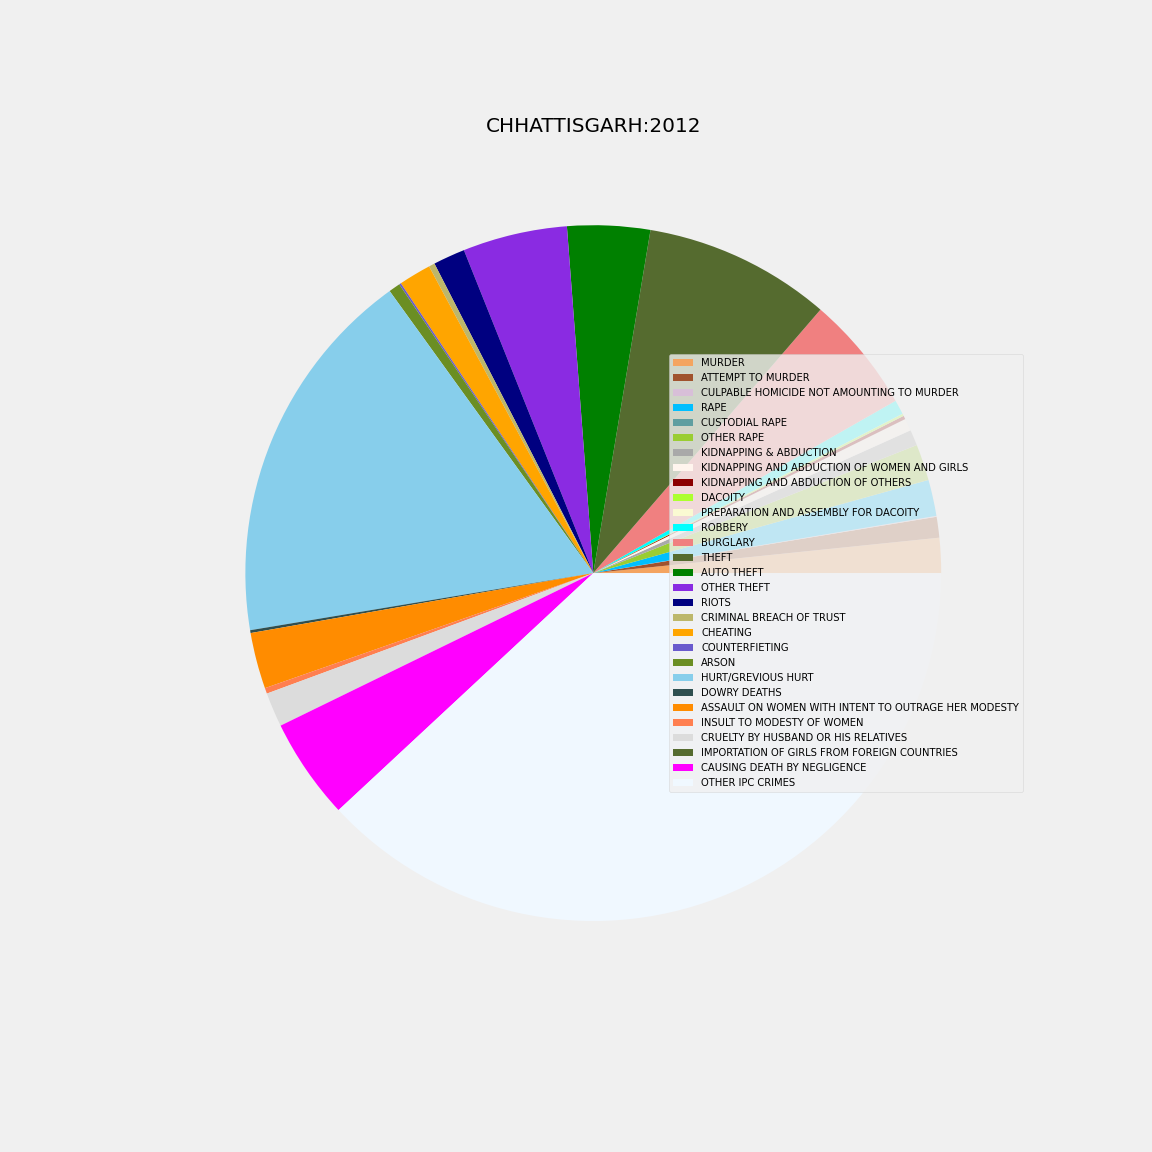 CHHATTISGARH:2012
MURDER
ATTEMPT TO MURDER
CULPABLE HOMICIDE NOT AMOUNTING TO MURDER
RAPE
CUSTODIAL RAPE
OTHER RAPE
KIDNAPPING & ABDUCTION
KIDNAPPING AND ABDUCTION OF WOMEN AND GIRLS
KIDNAPPING AND ABDUCTION OF OTHERS
DACOITY
PREPARATION AND ASSEMBLY FOR DACOITY
ROBBERY
BURGLARY
THEFT
AUTO THEFT
OTHER THEFT
RIOTS
CRIMINAL BREACH OF TRUST
CHEATING
COUNTERFIETING
ARSON
HURT/GREVIOUS HURT
DOWRY DEATHS
ASSAULT ON WOMEN WITH INTENT TO OUTRAGE HER MODESTY
INSULT TO MODESTY OF WOMEN
CRUELTY BY HUSBAND OR HIS RELATIVES
IMPORTATION OF GIRLS FROM FOREIGN COUNTRIES
CAUSING DEATH BY NEGLIGENCE
OTHER IPC CRIMES